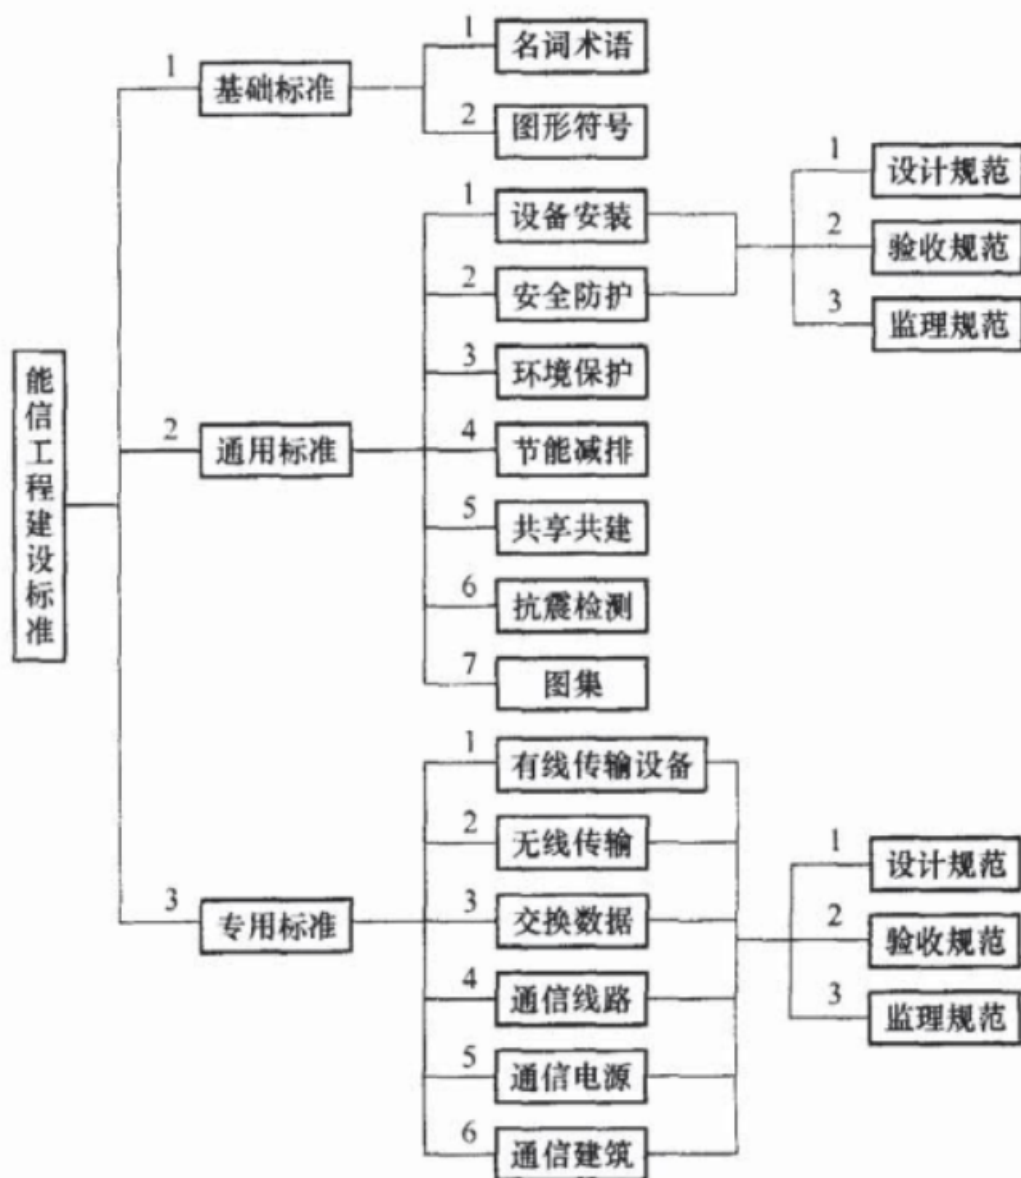 能信工程建设标准
1 基础标准
1 名词术语
2 图形符号
2 通用标准
1 设备安装
2 安全防护
3 环境保护
4 节能减排
5 共享共建
6 抗震检测
7 图集
1 设计规范
2 验收规范
3 监理规范
3 专用标准
1 有线传输设备
2 无线传输
3 交换数据
4 通信线路
5 通信电源
6 通信建筑
1 设计规范
2 验收规范
3 监理规范